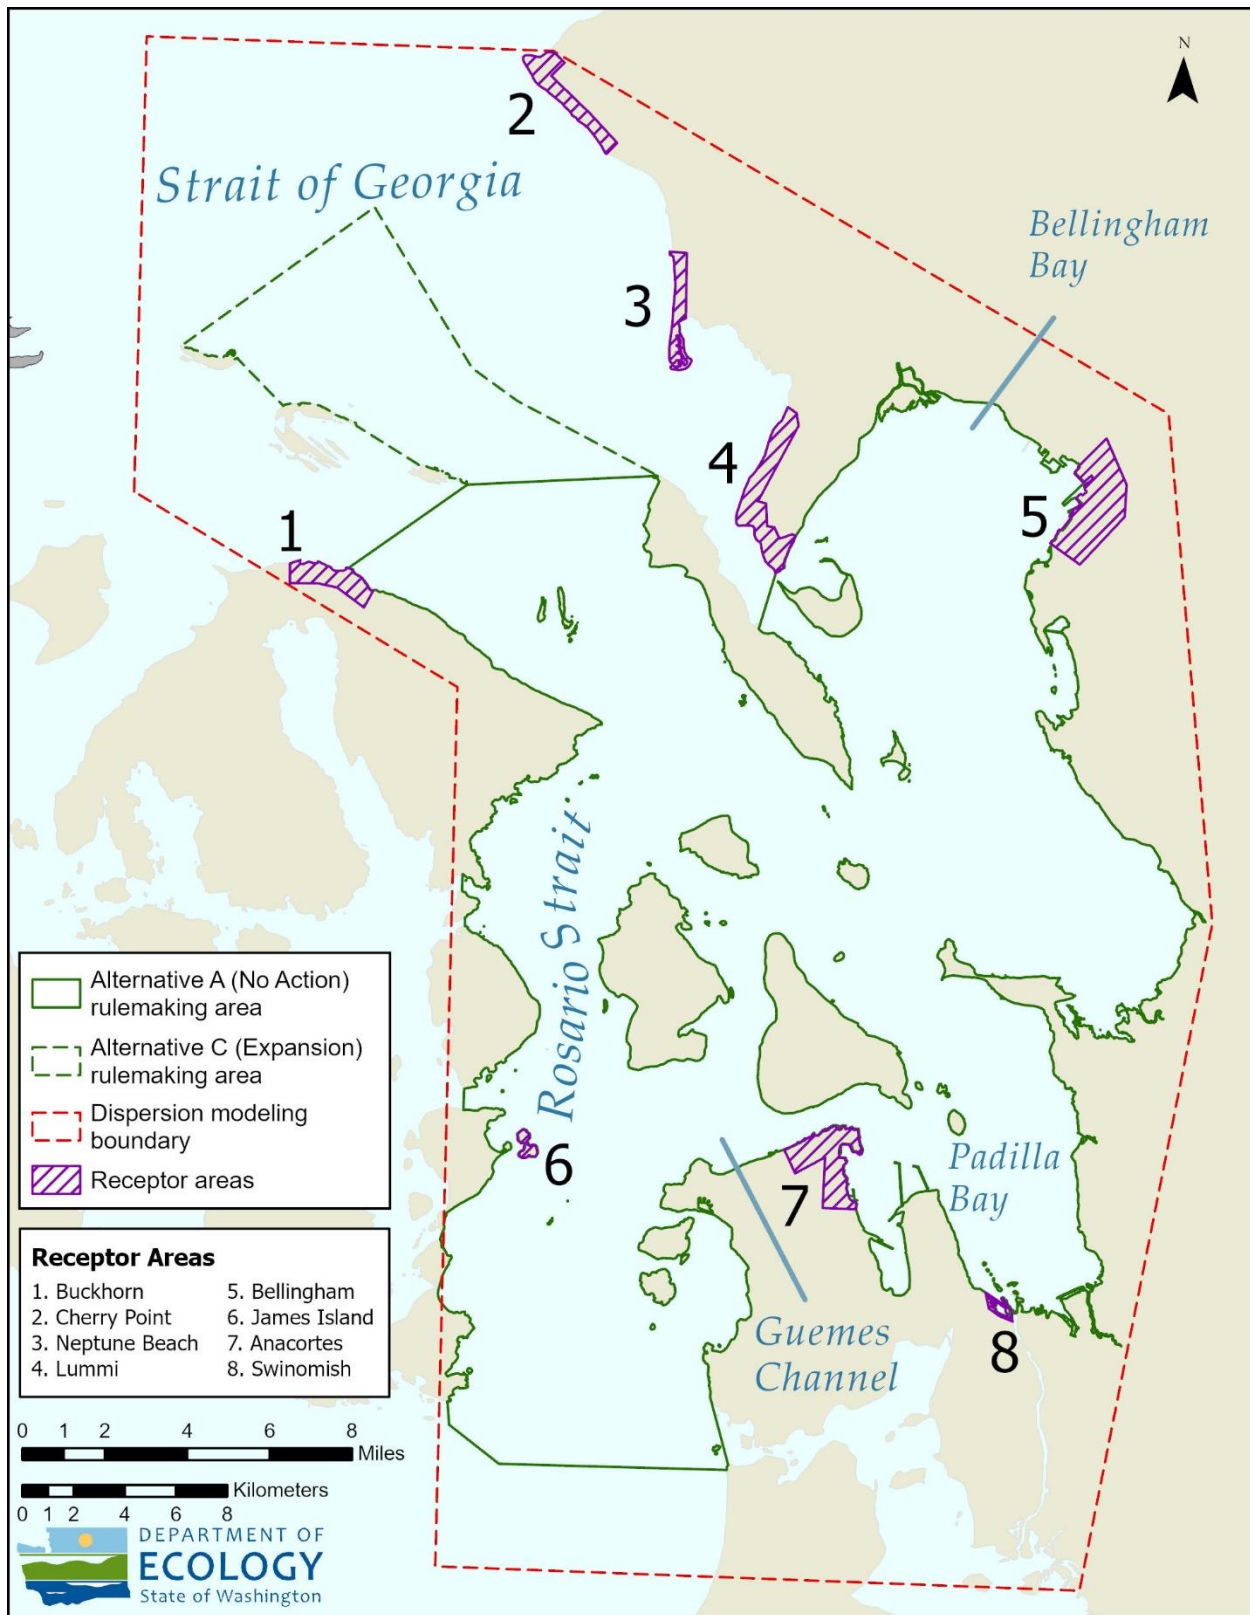 N
2
Strait of Georgia
Bellingham
Bay
3
4
5
1
Rosario Strait
Alternative A (No Action)
rulemaking area
Alternative C (Expansion)
rulemaking area
Dispersion modeling
boundary
Receptor areas
6
7
Padilla
Bay
Receptor Areas
1. Buckhorn
2. Cherry Point
3. Neptune Beach
4. Lummi
5. Bellingham
6. James Island
7. Anacortes
8. Swinomish
Guemes
Channel
8
0 1 2 4 6 8
Miles
Kilometers
0 1 2 4 6 8
DEPARTMENT OF
ECOLOGY
State of Washington